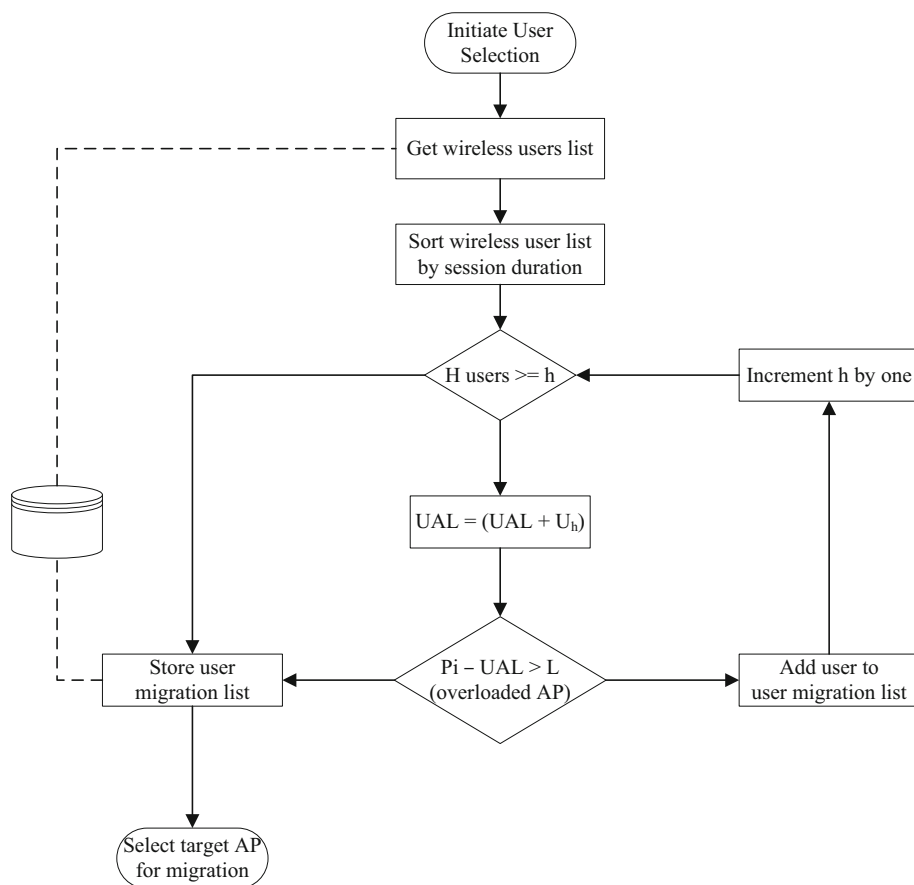 Initiate User
Selection
Get wireless users list
Sort wireless user list
by session duration
H users >= h
Increment h by one
UAL = (UAL + Uₕ)
Pi – UAL > L
(overloaded AP)
Store user
migration list
Add user to
user migration list
Select target AP
for migration